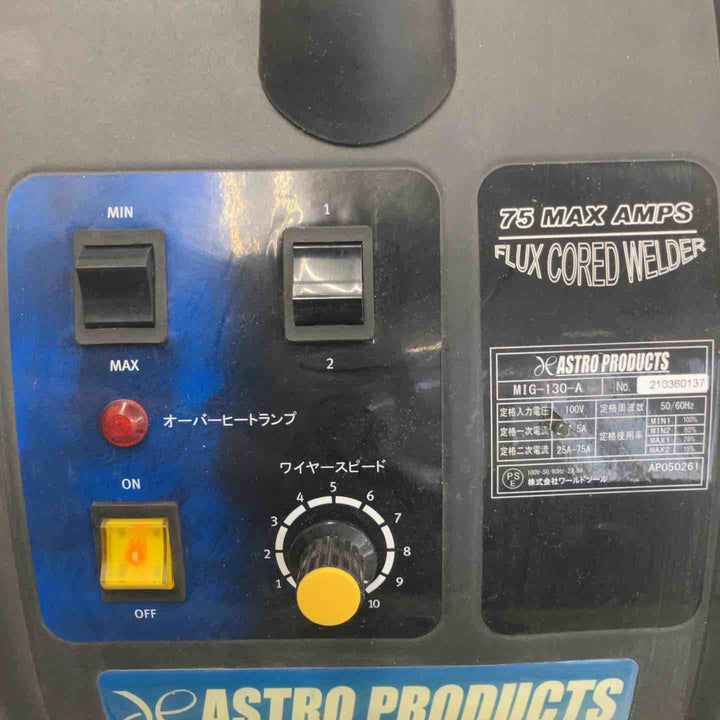 MIN
1
MAX
2
オーバーヒートランプ
ON
OFF
ワイヤースピード
1
2
3
4
5
6
7
8
9
10
75 MAX AMPS
FLUX CORED WELDER
ASTRO PRODUCTS
MIG-130-A No. 210360137
定格入力電圧 100V 定格周波数 50/60Hz
定格一次電流 5A 定格使用率 MIN1 100%
MIN2 60%
定格二次電流 25A-75A MAX1
MAX2 15%
PSE
AP050261
株式会社ワールドツール
ASTRO PRODUCTS